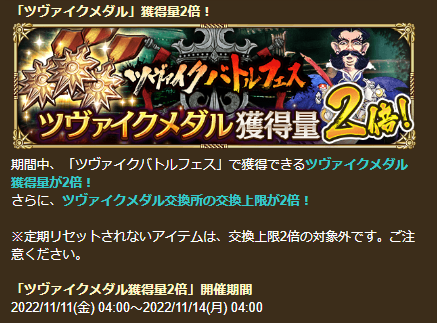 「ツヴァイクメダル」獲得量2倍！
ツヴァイクバトルフェス
ツヴァイクメダル獲得量2倍!
期間中、「ツヴァイクバトルフェス」で獲得できるツヴァイクメダル
獲得量が2倍！
さらに、ツヴァイクメダル交換所の交換上限が2倍！
※定期リセットされないアイテムは、交換上限2倍の対象外です。ご注
意ください。
「ツヴァイクメダル獲得量2倍」開催期間
2022/11/11(金) 04:00～2022/11/14(月) 04:00